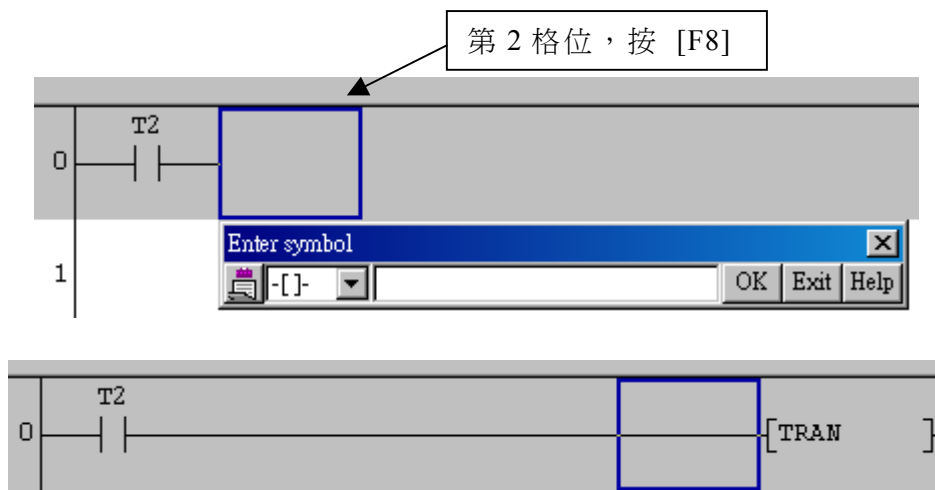 第 2 格位，按 [F8]
T2
0
Enter symbol
1
-[ ]-
OK Exit Help
T2
0
[TRAN ]